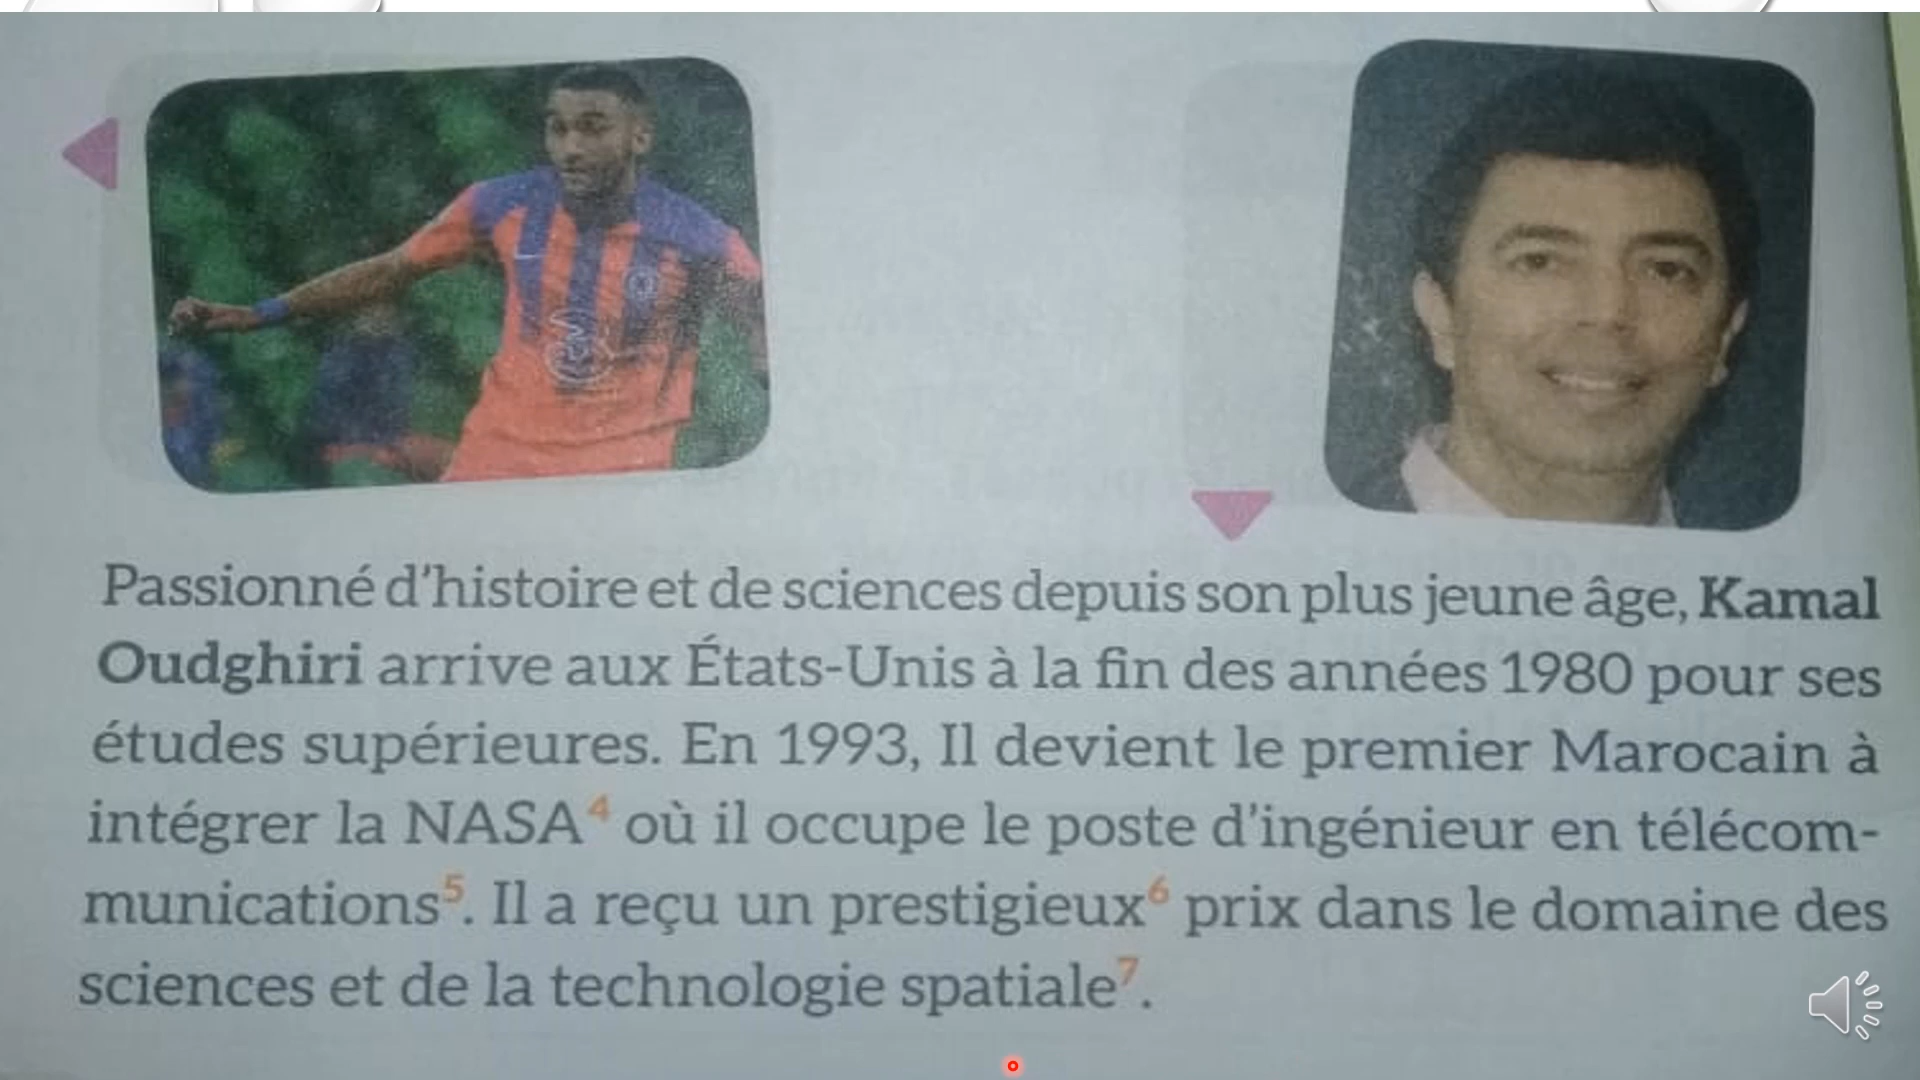 Passionné d'histoire et de sciences depuis son plus jeune âge, Kamal
Oudghiri arrive aux États-Unis à la fin des années 1980 pour ses
études supérieures. En 1993, Il devient le premier Marocain à
intégrer la NASA4 où il occupe le poste d'ingénieur en télécom-
munications5. Il a reçu un prestigieux6 prix dans le domaine des
sciences et de la technologie spatiale7.